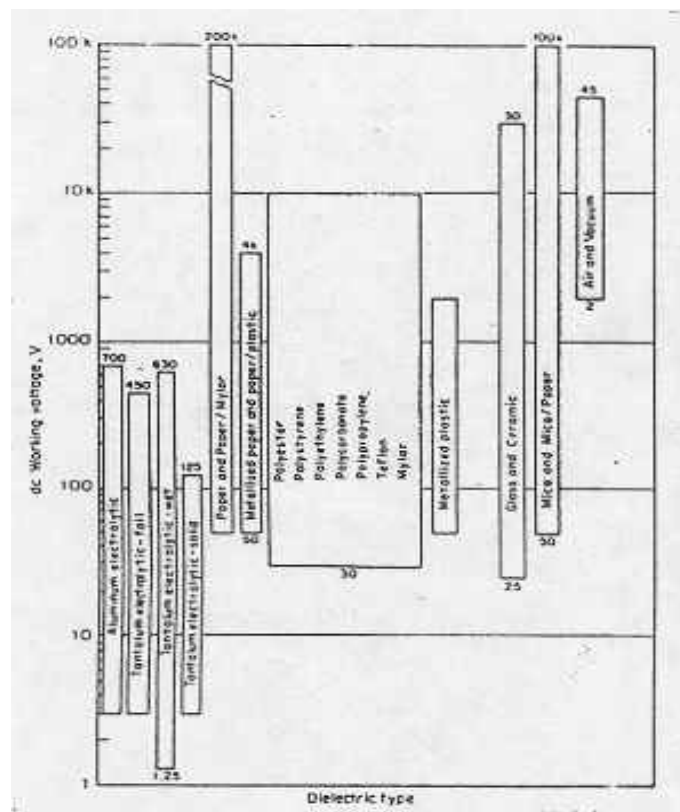 100 k
10 k
1000
100
10
1
dc Working voltage, V
700
450
630
125
200k
4k
50
30
30
25
100k
50
45
2
1.25
Aluminum electrolytic
Tantalum electrolytic-foil
Tantalum electrolytic-wet
Tantalum electrolytic-solid
Paper and Paper / Mylar
Metallised paper and paper/plastic
Polyester
Polystyrene
Polyethylene
Polycarbonate
Polypropylene,
Teflon
Mylar
Metallized plastic
Glass and Ceramic
Mica and Mica / Paper
Air and Vacuum
Dielectric type